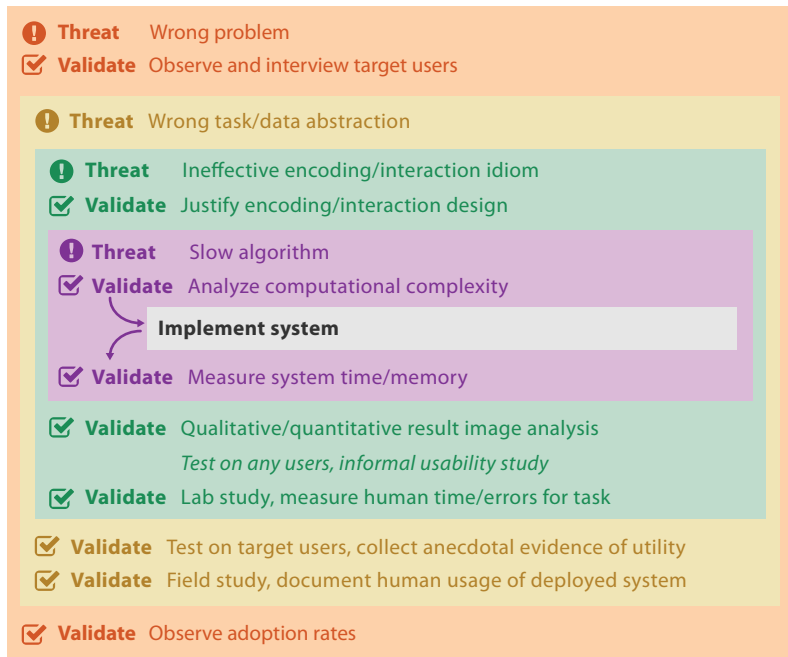 Threat Wrong problem
Validate Observe and interview target users
Threat Wrong task/data abstraction
Threat Ineffective encoding/interaction idiom
Validate Justify encoding/interaction design
Threat Slow algorithm
Validate Analyze computational complexity
Implement system
Validate Measure system time/memory
Validate Qualitative/quantitative result image analysis
Test on any users, informal usability study
Validate Lab study, measure human time/errors for task
Validate Test on target users, collect anecdotal evidence of utility
Validate Field study, document human usage of deployed system
Validate Observe adoption rates